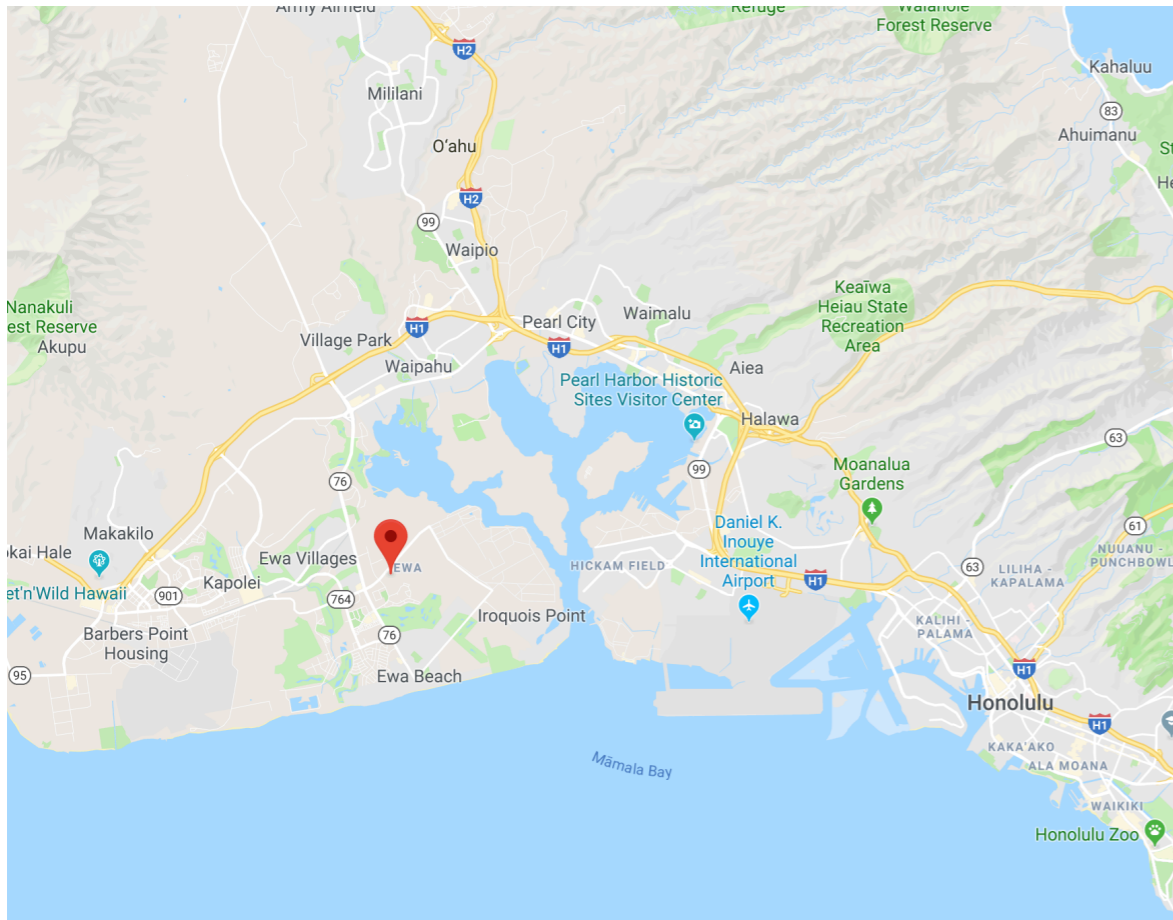 Army Airfield
Refuge
Waiahole
Forest Reserve
H2
Kahaluu
Mililani
83
Ahuimanu
O'ahu
St
He
H2
99
Waipio
Nanakuli
est Reserve
Akupu
Keaīwa
Heiau State
Recreation
Area
Waimalu
Pearl City
H1
Village Park
H1
Waipahu
Aiea
Pearl Harbor Historic
Sites Visitor Center
Halawa
63
Moanalua
Gardens
99
76
Daniel K.
Inouye
International
Airport
61
Makakilo
okai Hale
Ewa Villages
EWA
HICKAM FIELD
NUUANU -
PUNCHBOWL
63
LILIHA -
KAPALAMA
H1
Kapolei
et'n'Wild Hawaii
901
764
Iroquois Point
KALIHI -
PALAMA
Barbers Point
Housing
76
95
Ewa Beach
H1
Honolulu
H1
KAKA'AKO
ALA MOANA
Māmala Bay
WAIKIKI
Honolulu Zoo